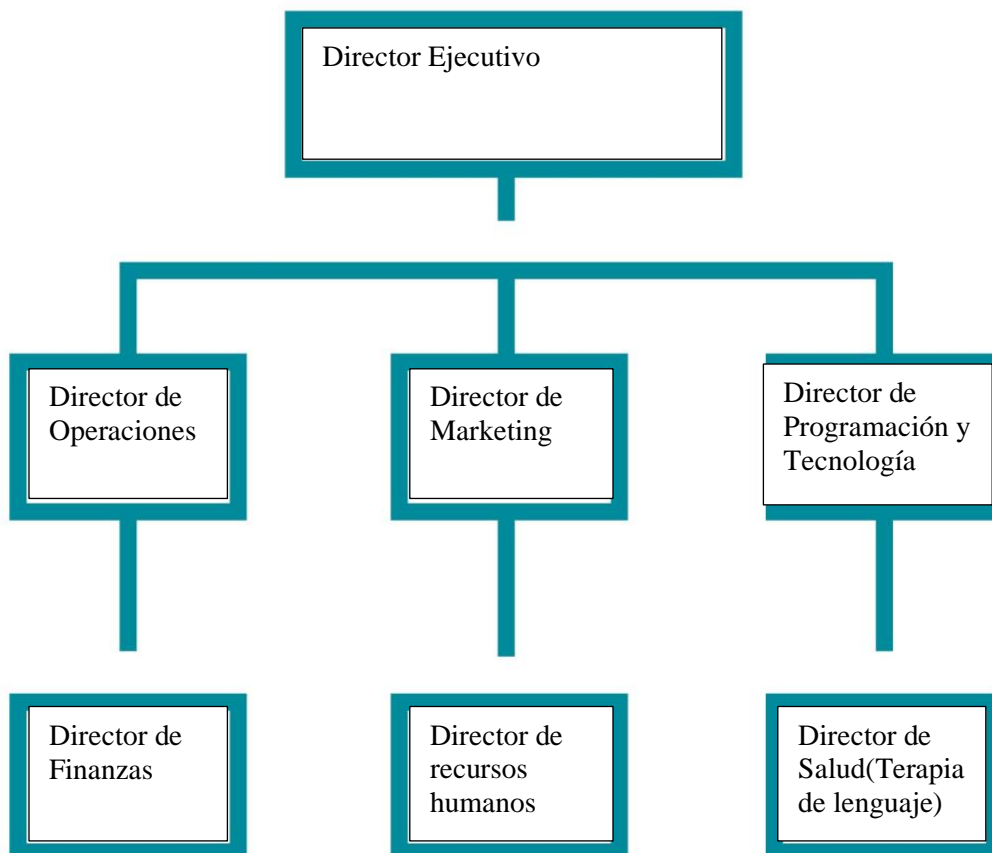 Director Ejecutivo
Director de
Operaciones
Director de
Marketing
Director de
Programación y
Tecnología
Director de
Finanzas
Director de
recursos
humanos
Director de
Salud(Terapia
de lenguaje)